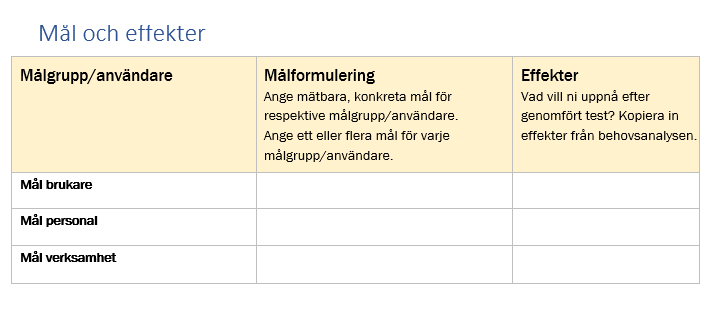 Mål och effekter
Målgrupp/användare
Målformulering
Ange mätbara, konkreta mål för
respektive målgrupp/användare.
Ange ett eller flera mål för varje
målgrupp/användare.
Effekter
Vad vill ni uppnå efter
genomfört test? Kopiera in
effekter från behovsanalysen.
Mål brukare
Mål personal
Mål verksamhet